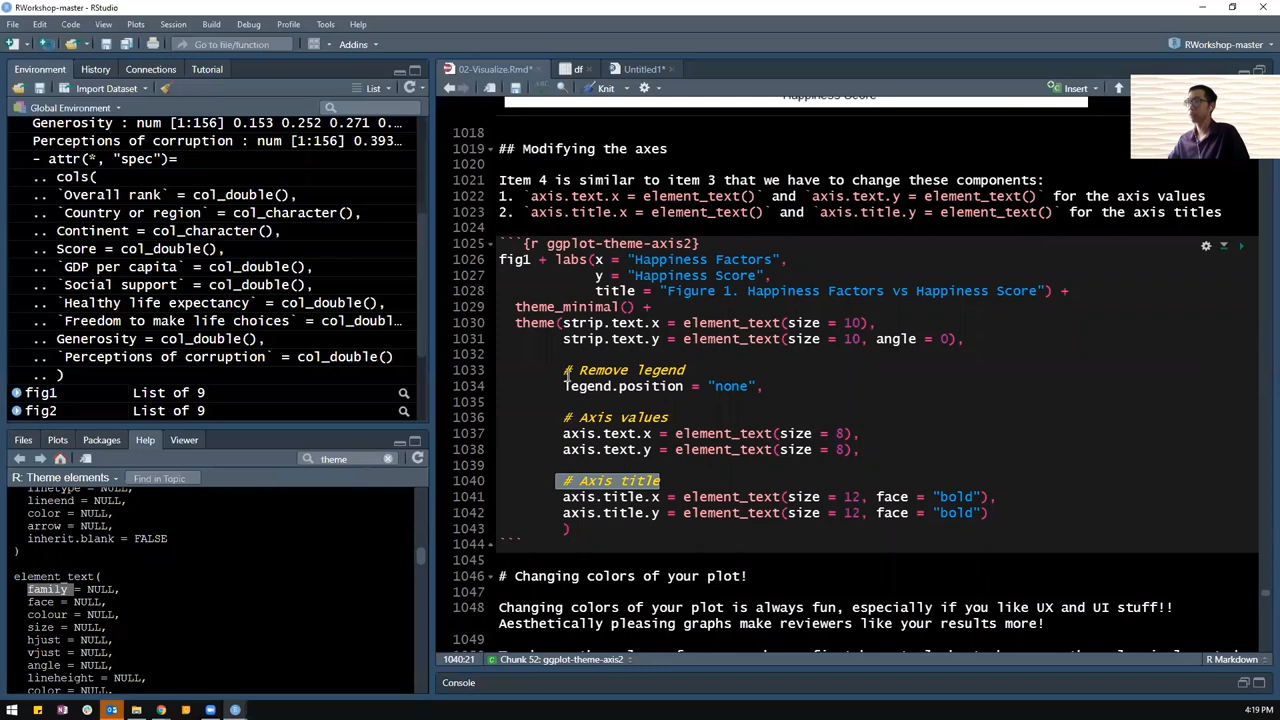 RWorkshop-master - RStudio
File Edit Code View Plots Session Build Debug Profile Tools Help
Go to file/function Addins RWorkshop-master
Environment History Connections Tutorial
Import Dataset List
Global Environment
Generosity : num [1:156] 0.153 0.252 0.271 0.…
Perceptions of corruption : num [1:156] 0.393…
- attr(*, "spec")=
.. cols(
.. `Overall rank` = col_double(),
.. `Country or region` = col_character(),
.. Continent = col_character(),
.. Score = col_double(),
.. `GDP per capita` = col_double(),
.. `Social support` = col_double(),
.. `Healthy life expectancy` = col_double(),
.. `Freedom to make life choices` = col_double(),
.. Generosity = col_double(),
.. `Perceptions of corruption` = col_double()
.. )
fig1 List of 9
fig2 List of 9
Files Plots Packages Help Viewer
theme
R: Theme elements Find in Topic
linetype = NULL,
lineend = NULL,
color = NULL,
arrow = NULL,
inherit.blank = FALSE
)
element_text(
family = NULL,
face = NULL,
colour = NULL,
size = NULL,
hjust = NULL,
vjust = NULL,
angle = NULL,
lineheight = NULL,
color = NULL,
02-Visualize.Rmd* df Untitled1*
Knit Insert
Happiness Score
1018
1019 ## Modifying the axes
1020
1021 Item 4 is similar to item 3 that we have to change these components:
1022 1. `axis.text.x = element_text()` and `axis.text.y = element_text()` for the axis values
1023 2. `axis.title.x = element_text()` and `axis.title.y = element_text()` for the axis titles
1024
1025 ```{r ggplot-theme-axis2}
1026 fig1 + labs(x = "Happiness Factors",
1027 y = "Happiness Score",
1028 title = "Figure 1. Happiness Factors vs Happiness Score") +
1029 theme_minimal() +
1030 theme(strip.text.x = element_text(size = 10),
1031 strip.text.y = element_text(size = 10, angle = 0),
1032
1033 # Remove legend
1034 legend.position = "none",
1035
1036 # Axis values
1037 axis.text.x = element_text(size = 8),
1038 axis.text.y = element_text(size = 8),
1039
1040 # Axis title
1041 axis.title.x = element_text(size = 12, face = "bold"),
1042 axis.title.y = element_text(size = 12, face = "bold")
1043 )
1044 ```
1045
1046 # Changing colors of your plot!
1047
1048 Changing colors of your plot is always fun, especially if you like UX and UI stuff!!
Aesthetically pleasing graphs make reviewers like your results more!
1049
1040:21 Chunk 52: ggplot-theme-axis2 R Markdown
Console
4:19 PM